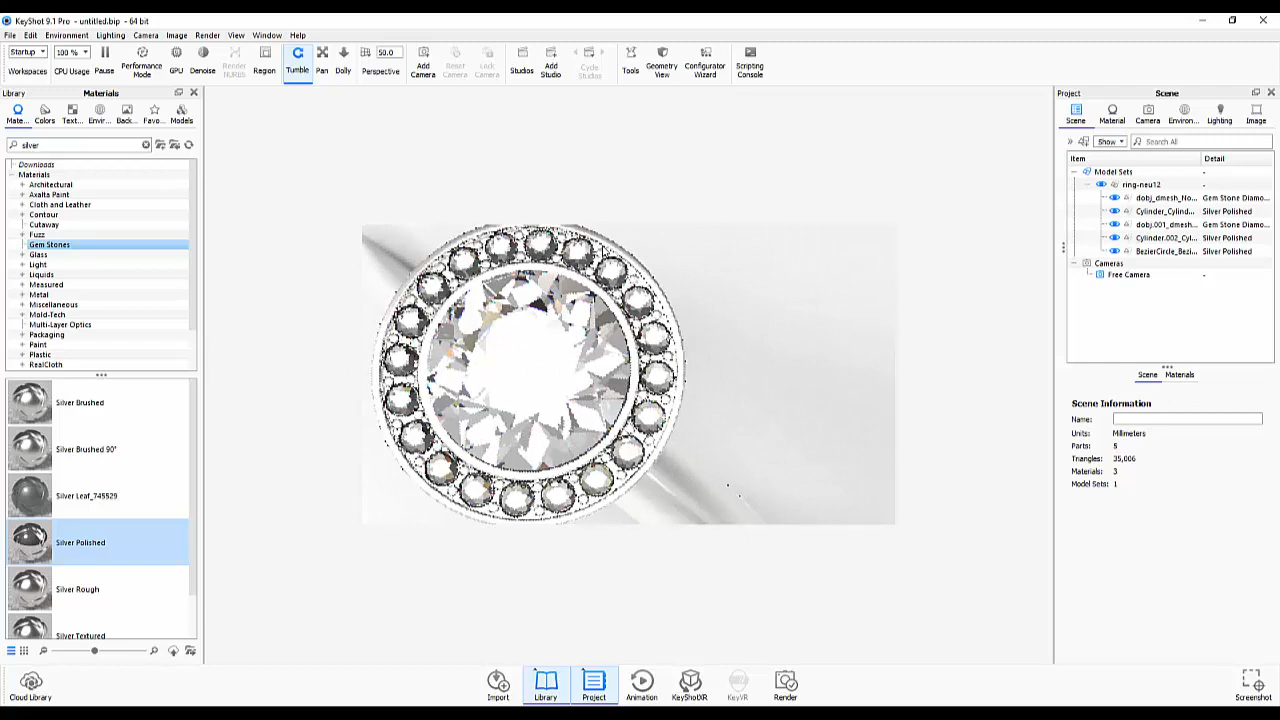 KeyShot 9.1 Pro - untitled.bip - 64 bit
File Edit Environment Lighting Camera Image Render View Window Help
Startup 100 % 50.0
Workspaces CPU Usage Pause Performance Mode GPU Denoise Render NURBS Region Tumble Pan Dolly Perspective Add Camera Reset Camera Lock Camera Studios Add Studio Cycle Studios Tools Geometry View Configurator Wizard Scripting Console
Library Materials
Mate... Colors Text... Envir... Back... Favo... Models
silver
Downloads
Materials
Architectural
Axalta Paint
Cloth and Leather
Contour
Cutaway
Fuzz
Gem Stones
Glass
Light
Liquids
Measured
Metal
Miscellaneous
Mold-Tech
Multi-Layer Optics
Packaging
Paint
Plastic
RealCloth
Silver Brushed
Silver Brushed 90°
Silver Leaf_745529
Silver Polished
Silver Rough
Silver Textured
Project Scene
Scene Material Camera Environ... Lighting Image
Show Search All
Item Detail
Model Sets -
ring-neu12 -
dobj_dmesh_No... Gem Stone Diamo...
Cylinder_Cylind... Silver Polished
dobj.001_dmesh... Gem Stone Diamo...
Cylinder.002_Cyl... Silver Polished
BezierCircle_Bezi... Silver Polished
Cameras
Free Camera -
Scene Materials
Scene Information
Name:
Units: Millimeters
Parts: 5
Triangles: 35,006
Materials: 3
Model Sets: 1
Cloud Library Import Library Project Animation KeyShotXR KeyVR Render Screenshot